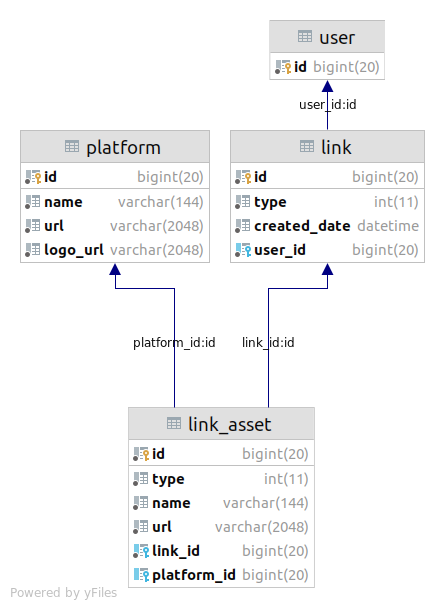 user
id bigint(20)
user_id:id
platform
id bigint(20)
name varchar(144)
url varchar(2048)
logo_url varchar(2048)
link
id bigint(20)
type int(11)
created_date datetime
user_id bigint(20)
platform_id:id
link_id:id
link_asset
id bigint(20)
type int(11)
name varchar(144)
url varchar(2048)
link_id bigint(20)
platform_id bigint(20)
Powered by yFiles